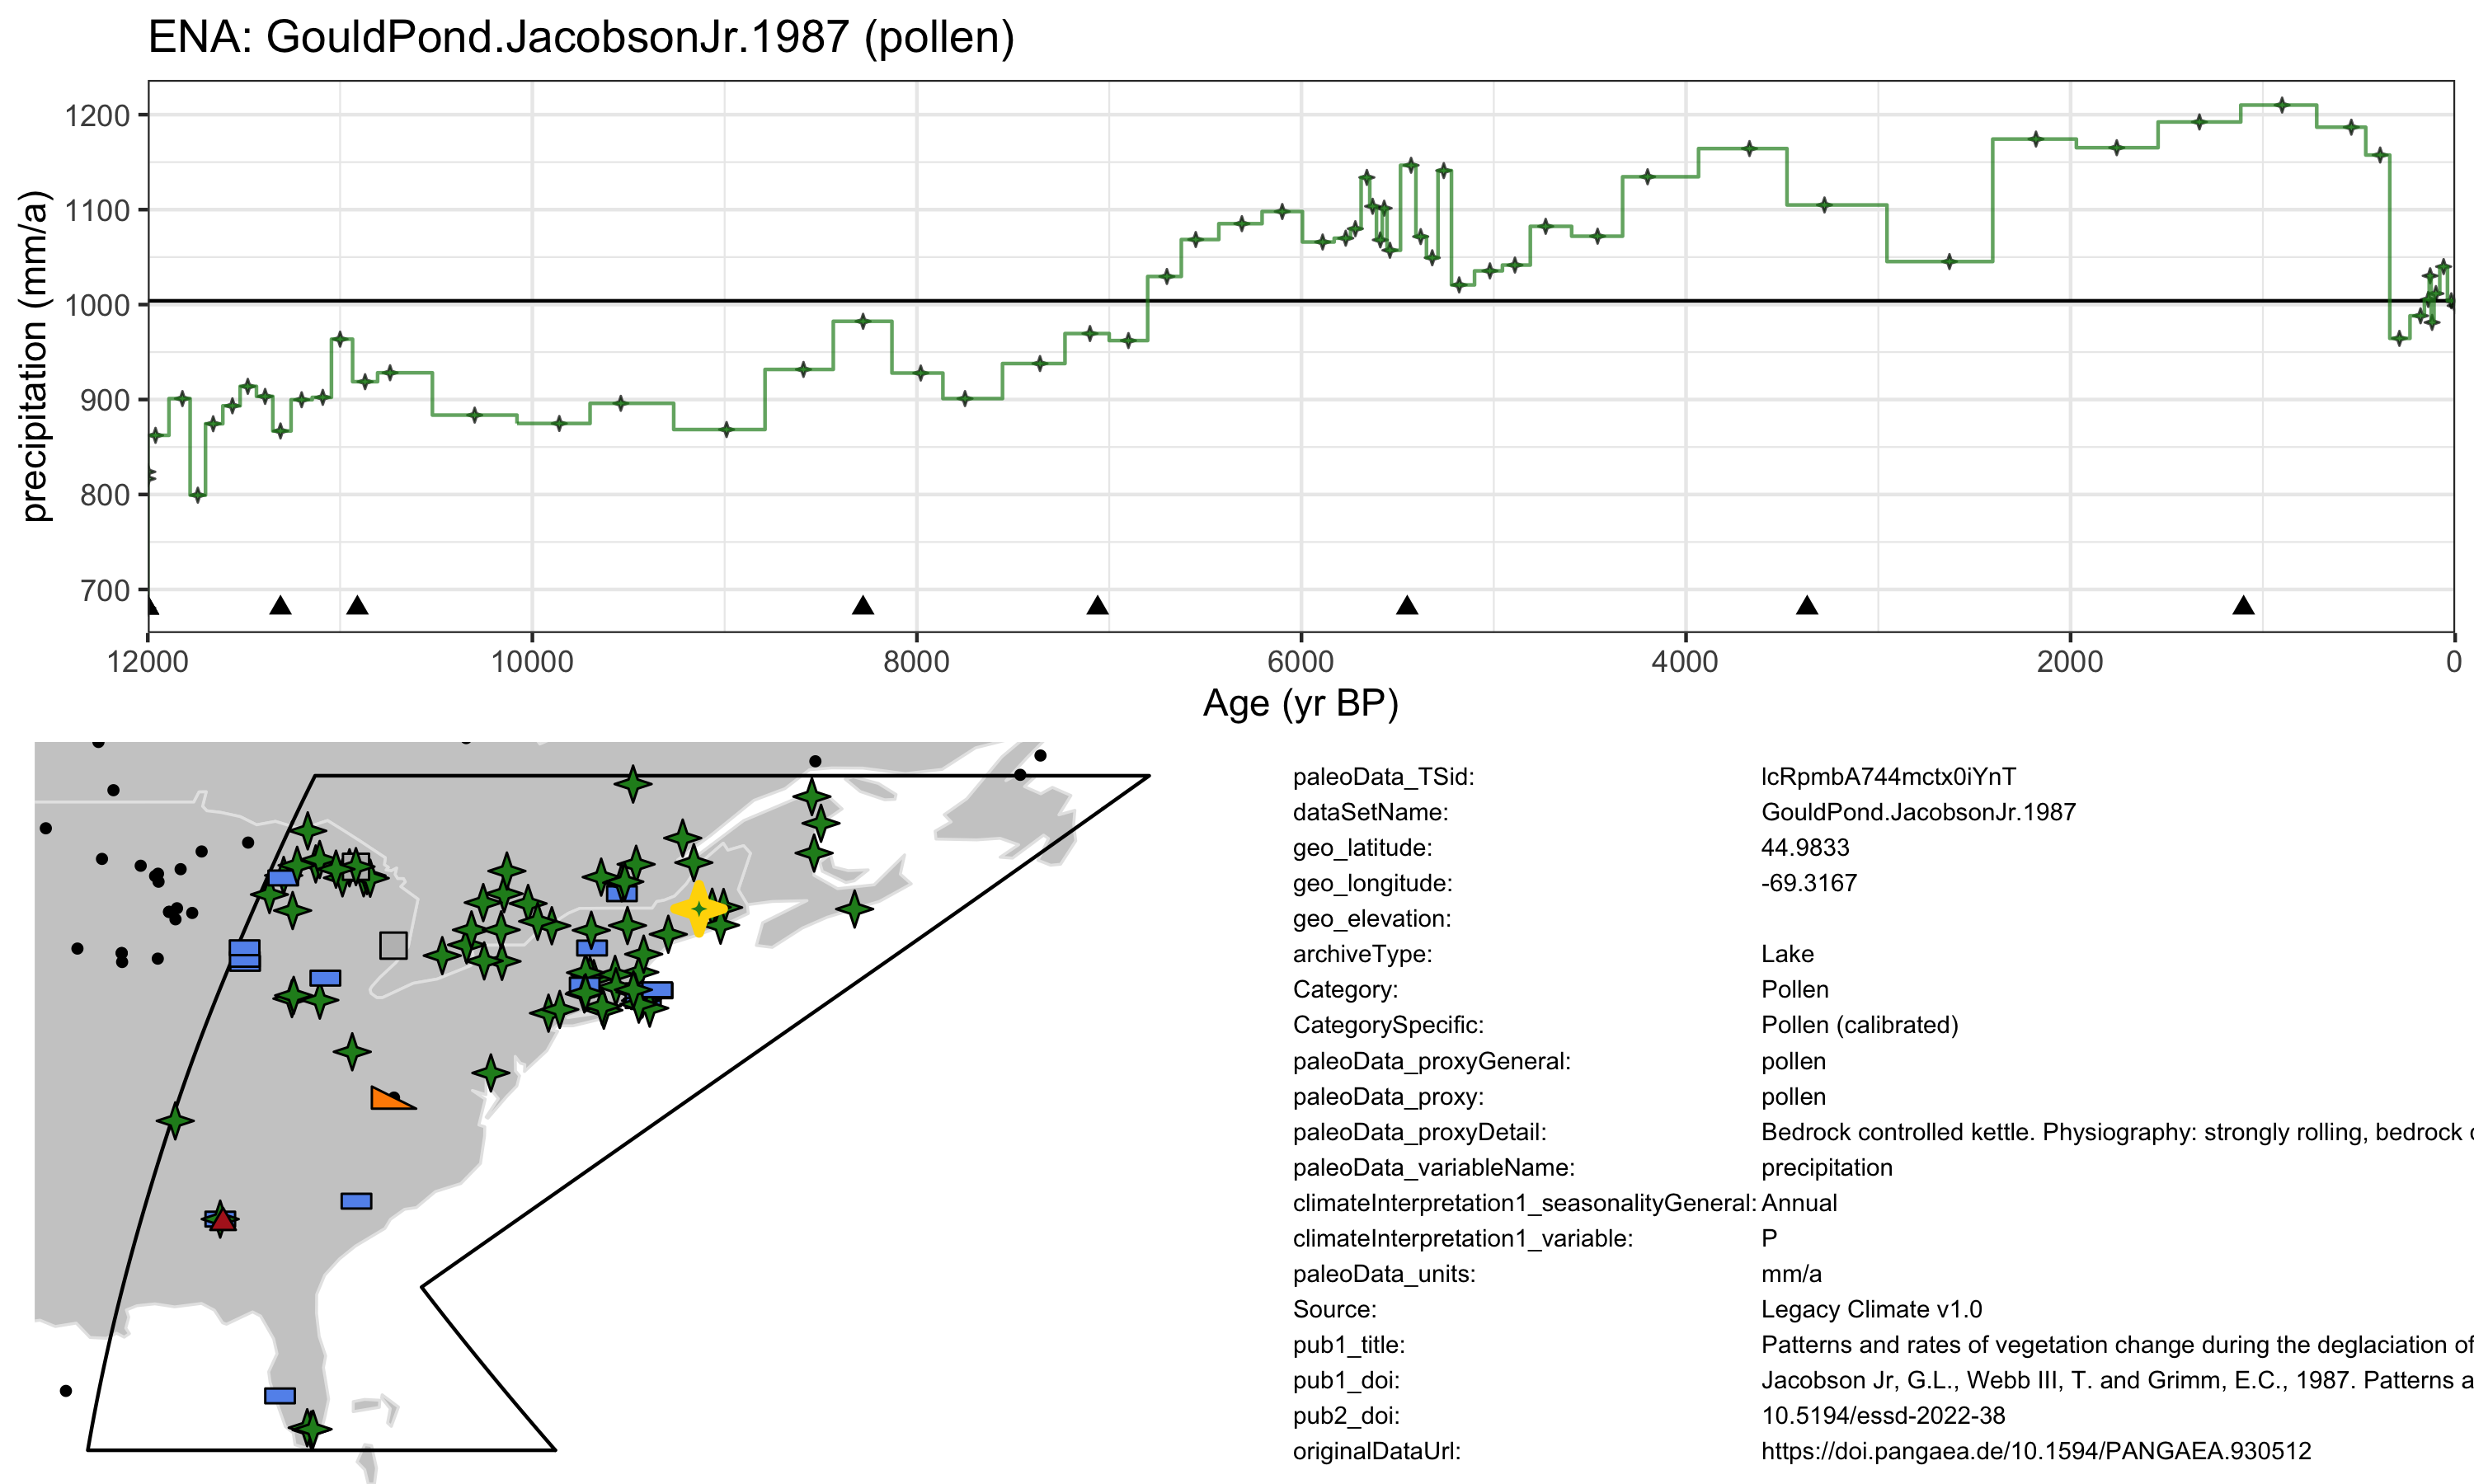 ENA: GouldPond.JacobsonJr.1987 (pollen)
precipitation (mm/a)
1200
1100
1000
900
800
700
12000 10000 8000 6000 4000 2000 0
Age (yr BP)
paleoData_TSid: lcRpmbA744mctx0iYnT
dataSetName: GouldPond.JacobsonJr.1987
geo_latitude: 44.9833
geo_longitude: -69.3167
geo_elevation:
archiveType: Lake
Category: Pollen
CategorySpecific: Pollen (calibrated)
paleoData_proxyGeneral: pollen
paleoData_proxy: pollen
paleoData_proxyDetail: Bedrock controlled kettle. Physiography: strongly rolling, bedrock
paleoData_variableName: precipitation
climateInterpretation1_seasonalityGeneral: Annual
climateInterpretation1_variable: P
paleoData_units: mm/a
Source: Legacy Climate v1.0
pub1_title: Patterns and rates of vegetation change during the deglaciation of
pub1_doi: Jacobson Jr, G.L., Webb III, T. and Grimm, E.C., 1987. Patterns a
pub2_doi: 10.5194/essd-2022-38
originalDataUrl: https://doi.pangaea.de/10.1594/PANGAEA.930512